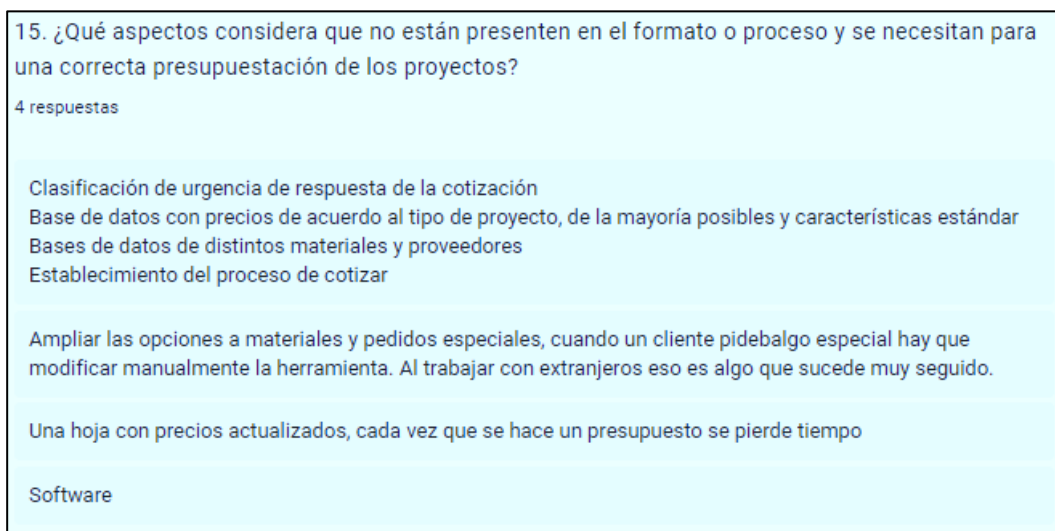 15. ¿Qué aspectos considera que no están presenten en el formato o proceso y se necesitan para
una correcta presupuestación de los proyectos?
4 respuestas
Clasificación de urgencia de respuesta de la cotización
Base de datos con precios de acuerdo al tipo de proyecto, de la mayoría posibles y características estándar
Bases de datos de distintos materiales y proveedores
Establecimiento del proceso de cotizar
Ampliar las opciones a materiales y pedidos especiales, cuando un cliente pidebalgo especial hay que
modificar manualmente la herramienta. Al trabajar con extranjeros eso es algo que sucede muy seguido.
Una hoja con precios actualizados, cada vez que se hace un presupuesto se pierde tiempo
Software